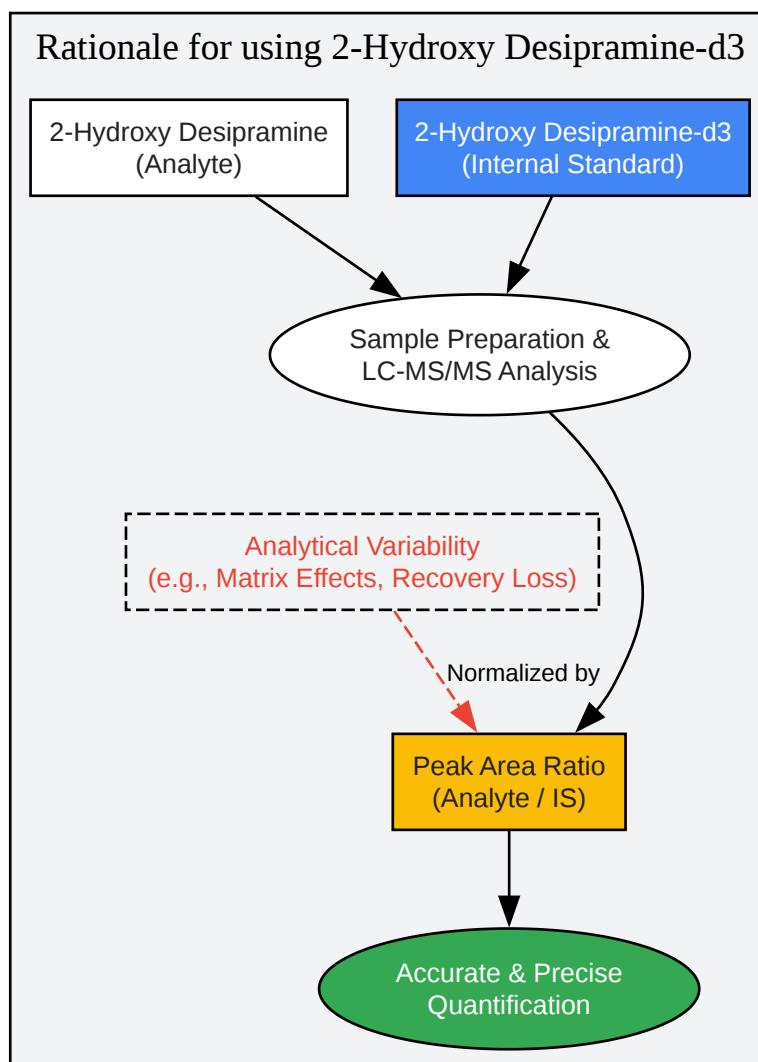 Rationale for using 2-Hydroxy Desipramine-d3
2-Hydroxy Desipramine
(Analyte)
2-Hydroxy Desipramine-d3
(Internal Standard)
Sample Preparation &
LC-MS/MS Analysis
Analytical Variability
(e.g., Matrix Effects, Recovery Loss)
Normalized by
Peak Area Ratio
(Analyte / IS)
Accurate & Precise
Quantification